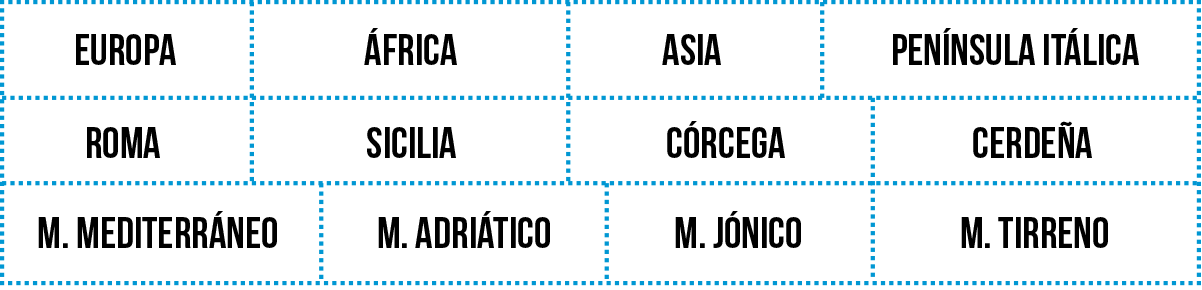 EUROPA ÁFRICA ASIA PENÍNSULA ITÁLICA
ROMA SICILIA CÓRCEGA CERDEÑA
M. MEDITERRÁNEO M. ADRIÁTICO M. JÓNICO M. TIRRENO